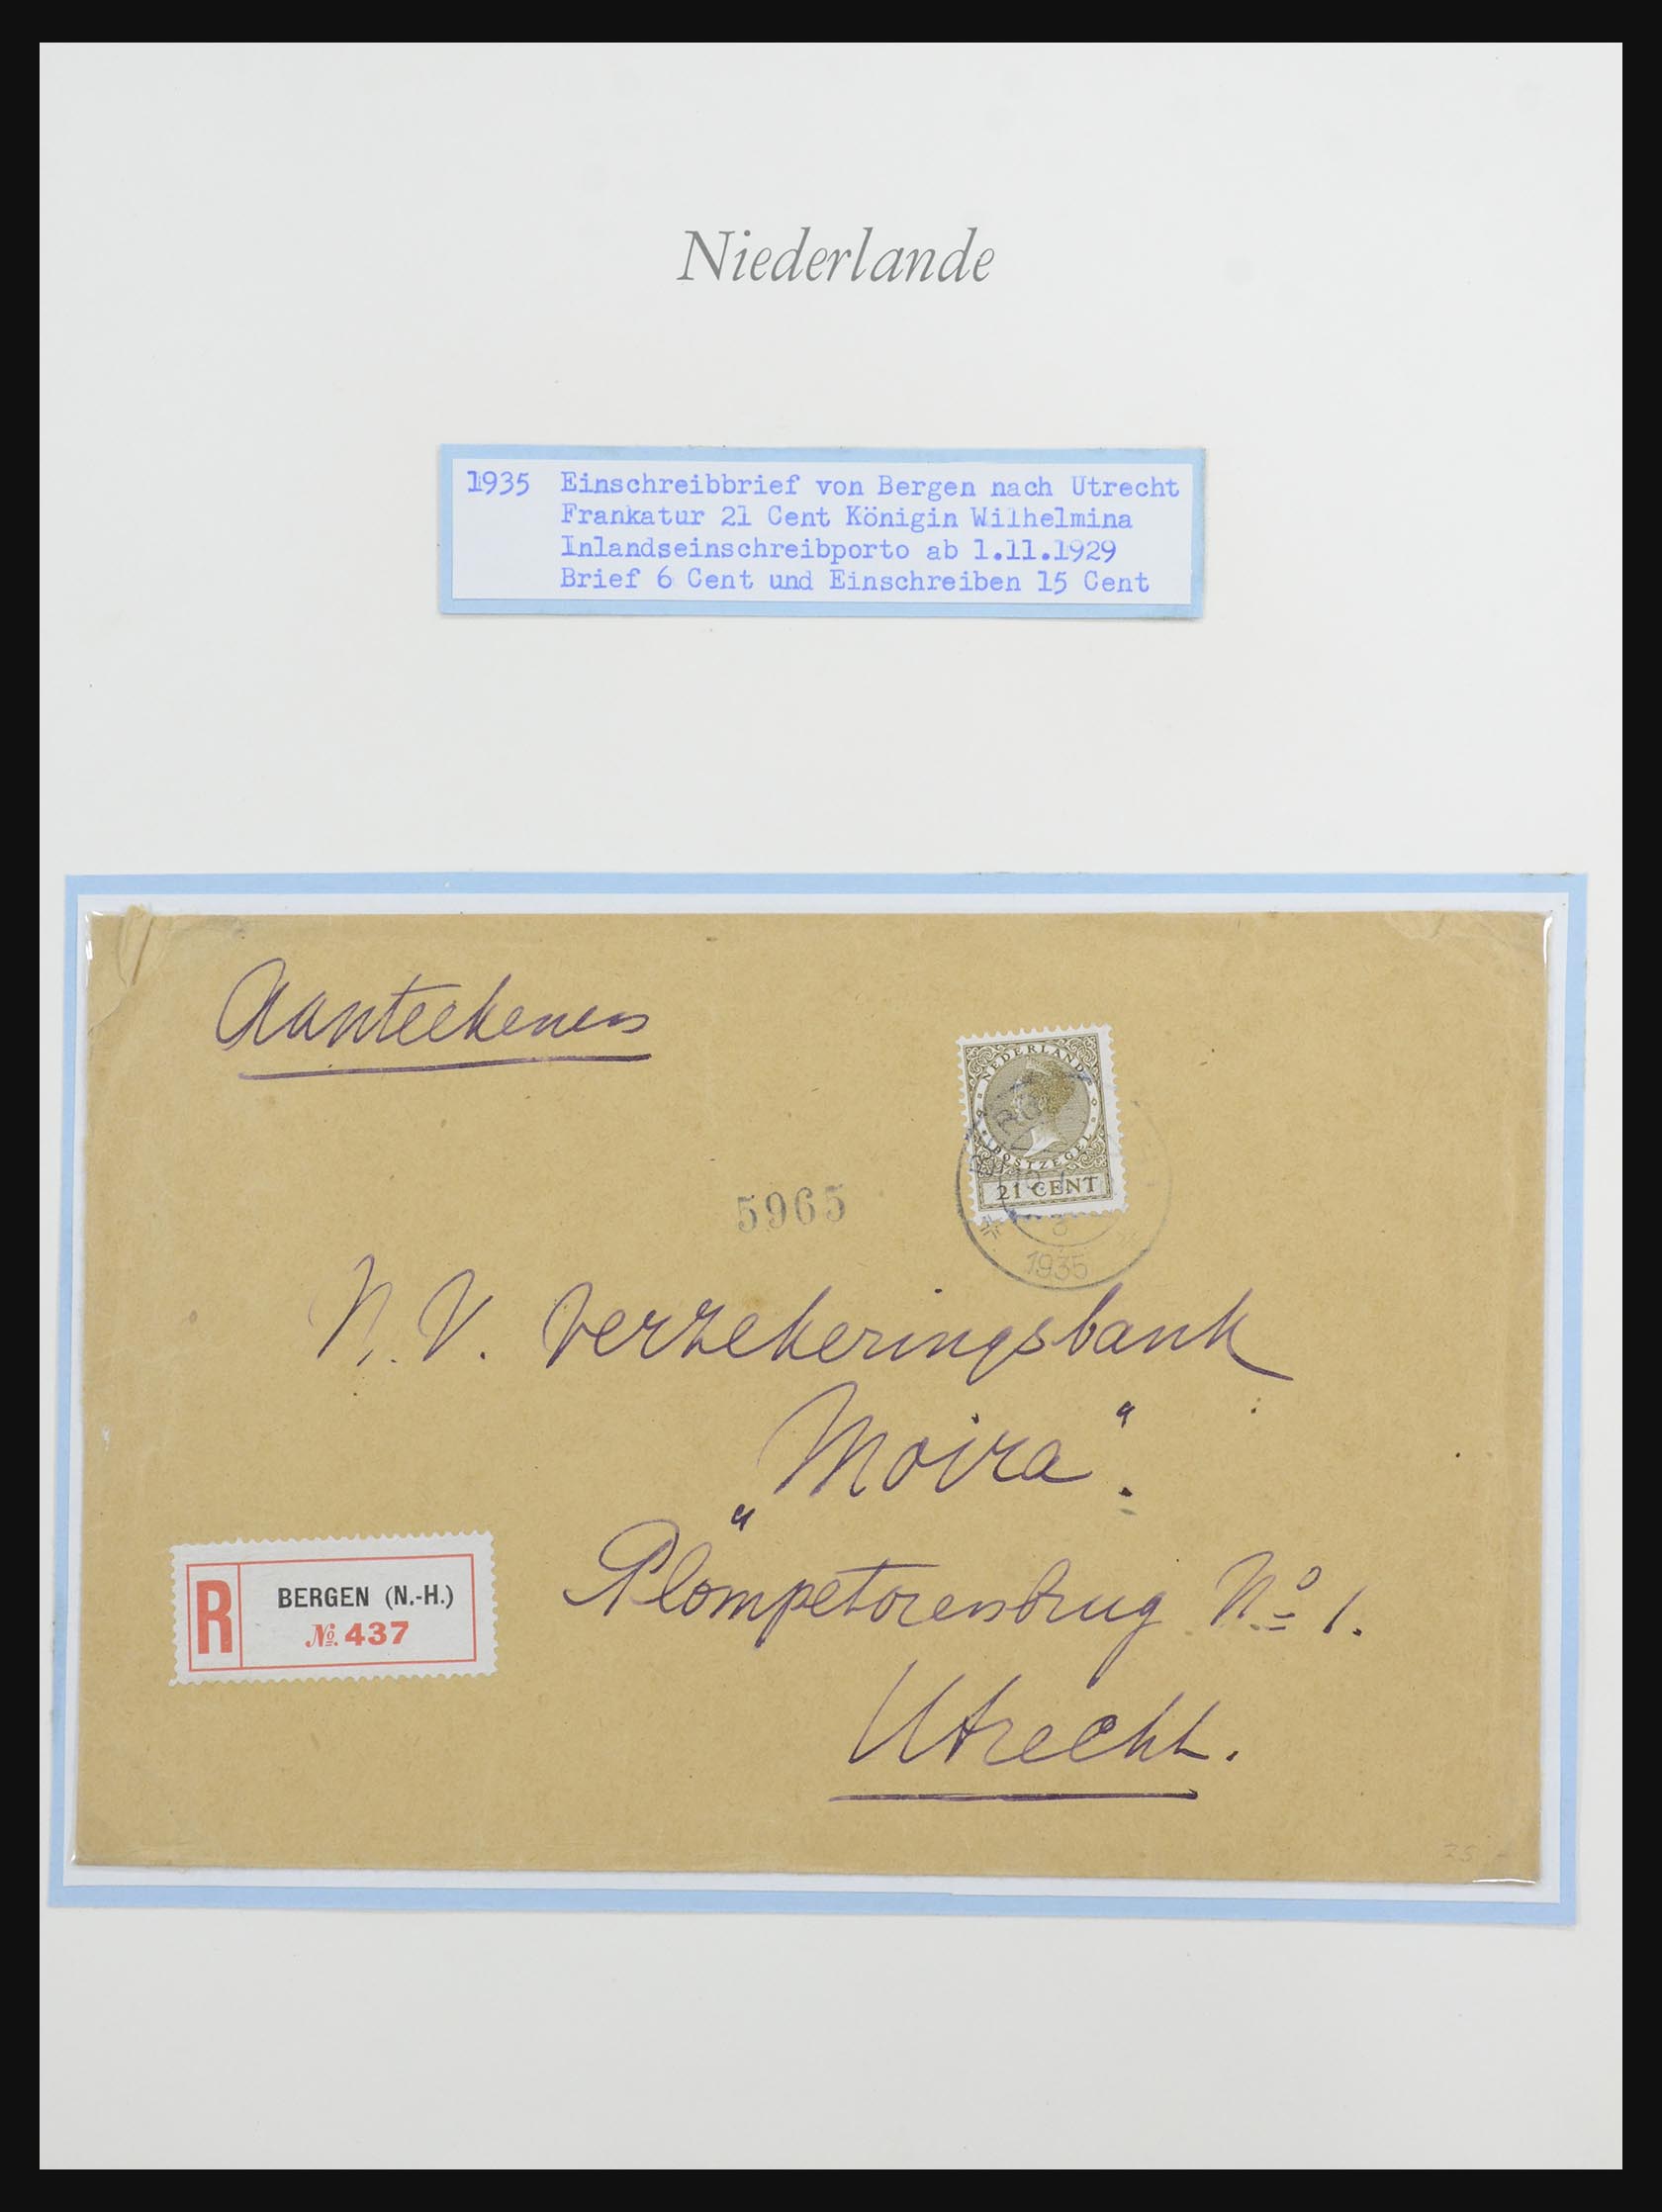 Niederlande
1935 Einschreibbrief von Bergen nach Utrecht
Frankatur 21 Cent Königin Wilhelmina
Inlandseinschreibporto ab 1.11.1929
Brief 6 Cent und Einschreiben 15 Cent
Aanteekenen
NEDERLAND
POSTZEGEL
21 CENT
1935
5965
N.V. Verzekeringsbank
„Moira“.
Plompetorenbrug No 1.
Utrecht.
R
BERGEN (N.-H.)
No. 437